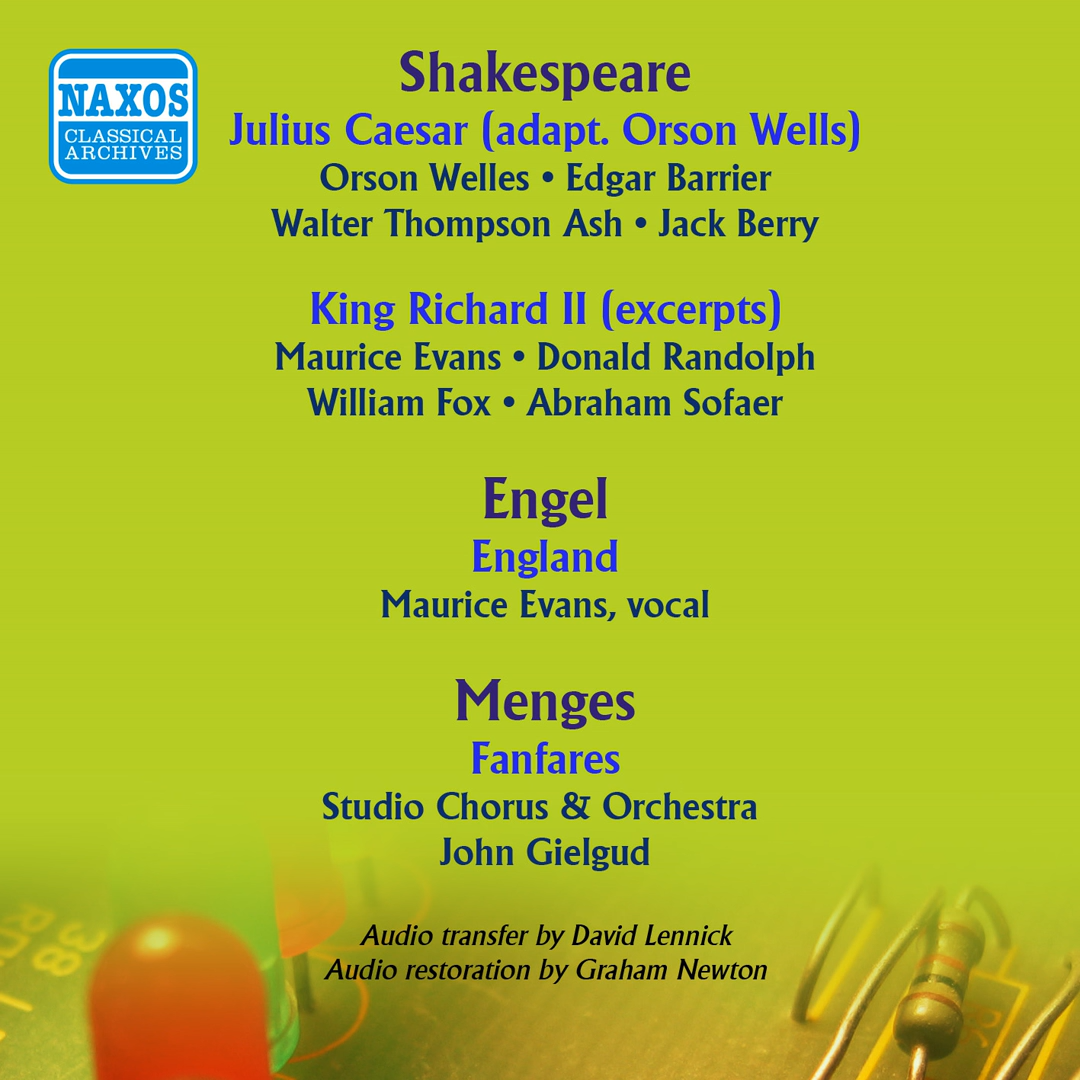 NAXOS
CLASSICAL
ARCHIVES
Shakespeare
Julius Caesar (adapt. Orson Wells)
Orson Welles • Edgar Barrier
Walter Thompson Ash • Jack Berry
King Richard II (excerpts)
Maurice Evans • Donald Randolph
William Fox • Abraham Sofaer
Engel
England
Maurice Evans, vocal
Menges
Fanfares
Studio Chorus & Orchestra
John Gielgud
Audio transfer by David Lennick
Audio restoration by Graham Newton
38